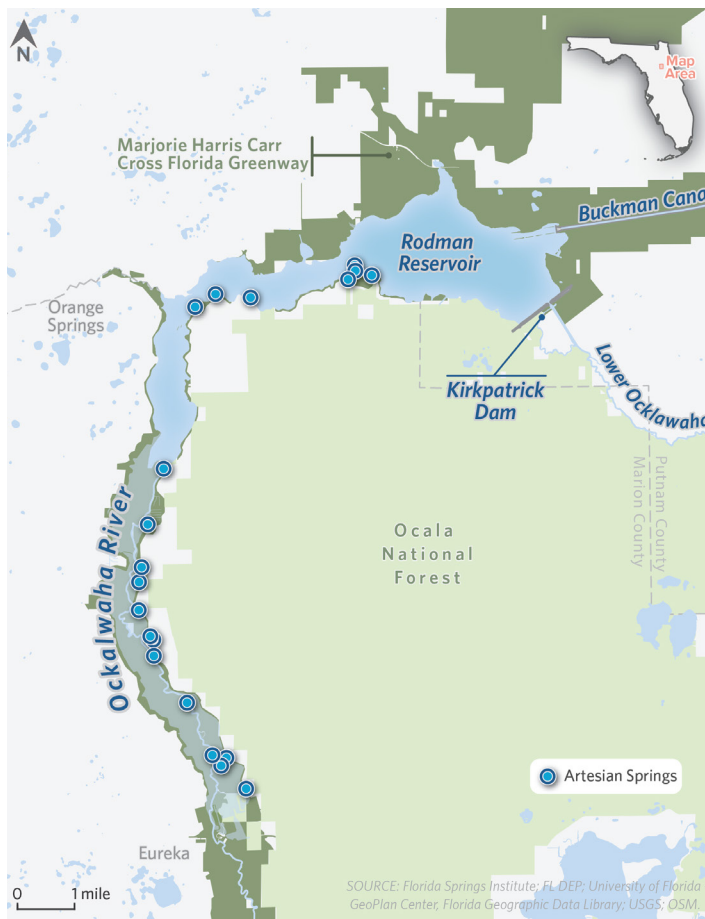 N
Map
Area
Marjorie Harris Carr
Cross Florida Greenway
Buckman Cana
Rodman
Reservoir
Orange
Springs
Kirkpatrick
Dam
Lower Ocklawaha
Putnam County
Marion County
Ockalwaha River
Ocala
National
Forest
Artesian Springs
Eureka
0 1 mile
SOURCE: Florida Springs Institute; FL DEP; University of Florida
GeoPlan Center, Florida Geographic Data Library; USGS; OSM.